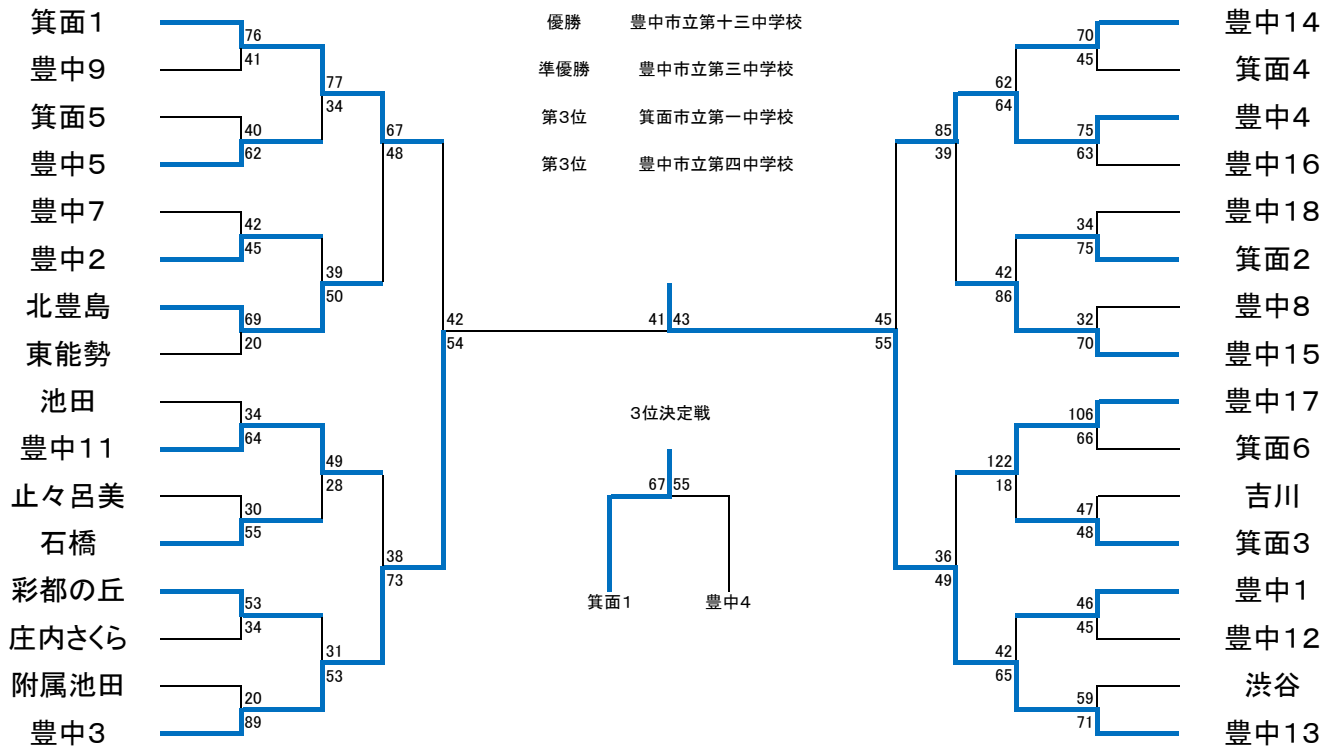 箕面1
豊中9
箕面5
豊中5
豊中7
豊中2
北豊島
東能勢
池田
豊中11
止々呂美
石橋
彩都の丘
庄内さくら
附属池田
豊中3
76
41
40
62
42
45
69
20
34
64
30
55
53
34
20
89
77
34
39
50
49
28
31
53
67
48
38
73
42
54
優勝 豊中市立第十三中学校
準優勝 豊中市立第三中学校
第3位 箕面市立第一中学校
第3位 豊中市立第四中学校
41 43
3位決定戦
67 55
箕面1 豊中4
45
55
85
39
36
49
62
64
42
86
122
18
42
65
70
45
75
63
34
75
32
70
106
66
47
48
46
45
59
71
豊中14
箕面4
豊中4
豊中16
豊中18
箕面2
豊中8
豊中15
豊中17
箕面6
吉川
箕面3
豊中1
豊中12
渋谷
豊中13